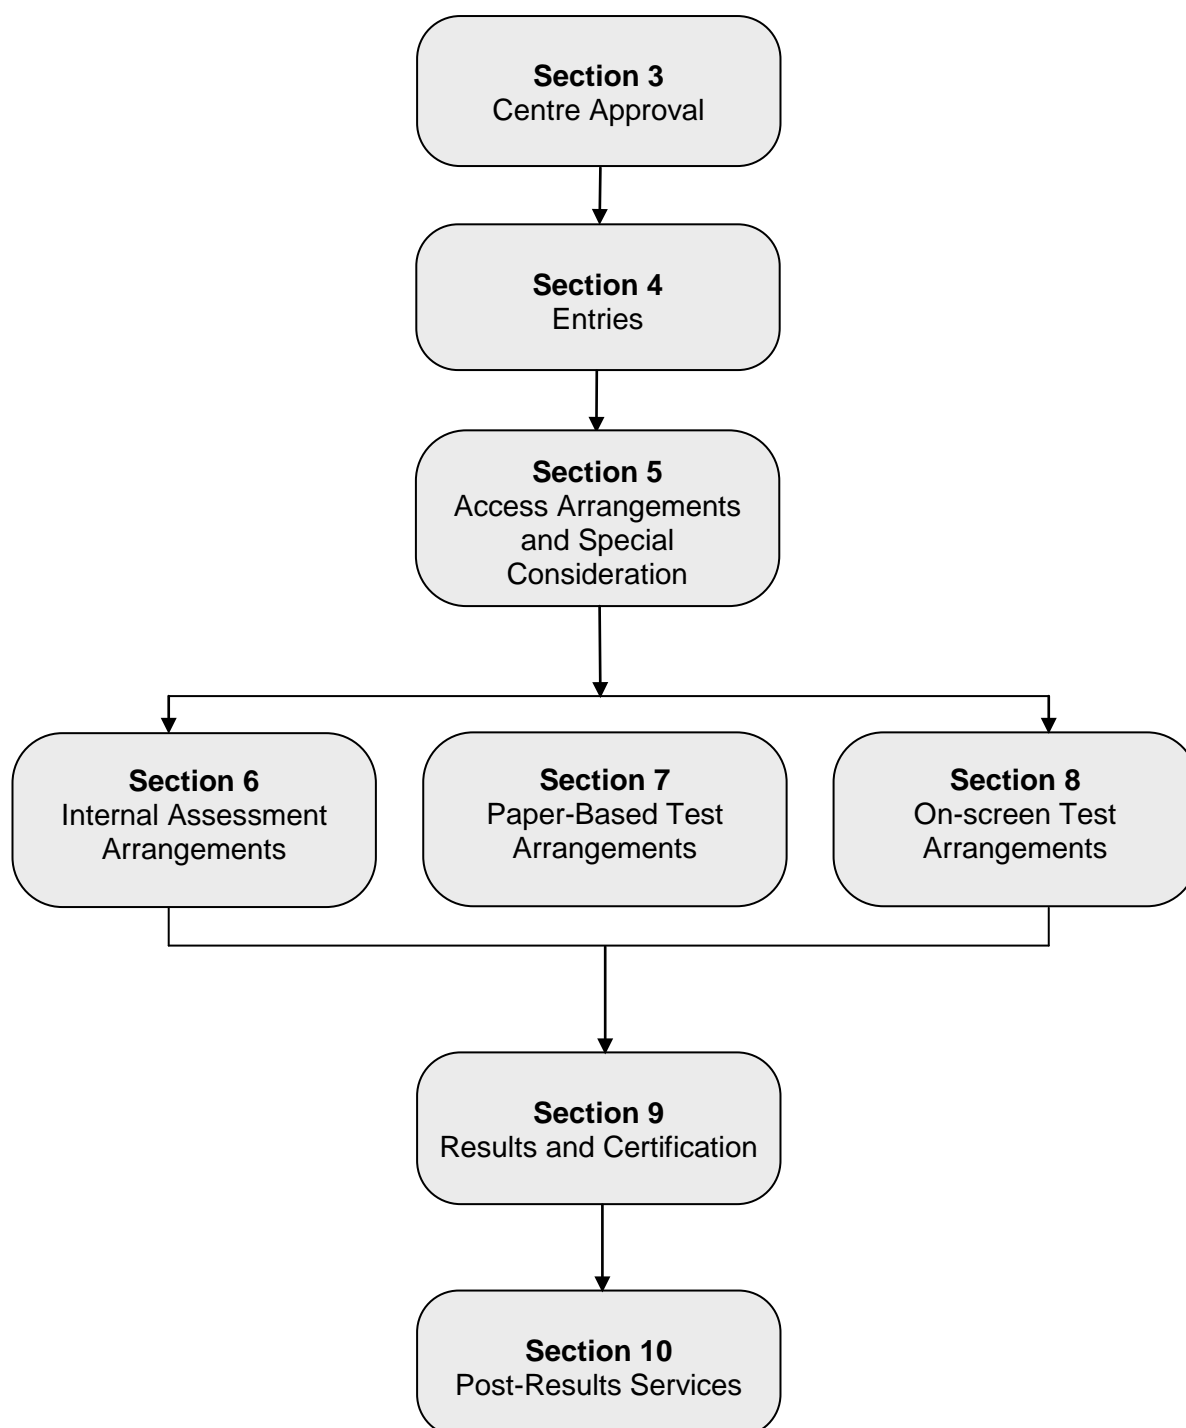 Section 3
Centre Approval
Section 4
Entries
Section 5
Access Arrangements
and Special
Consideration
Section 6
Internal Assessment
Arrangements
Section 7
Paper-Based Test
Arrangements
Section 8
On-screen Test
Arrangements
Section 9
Results and Certification
Section 10
Post-Results Services